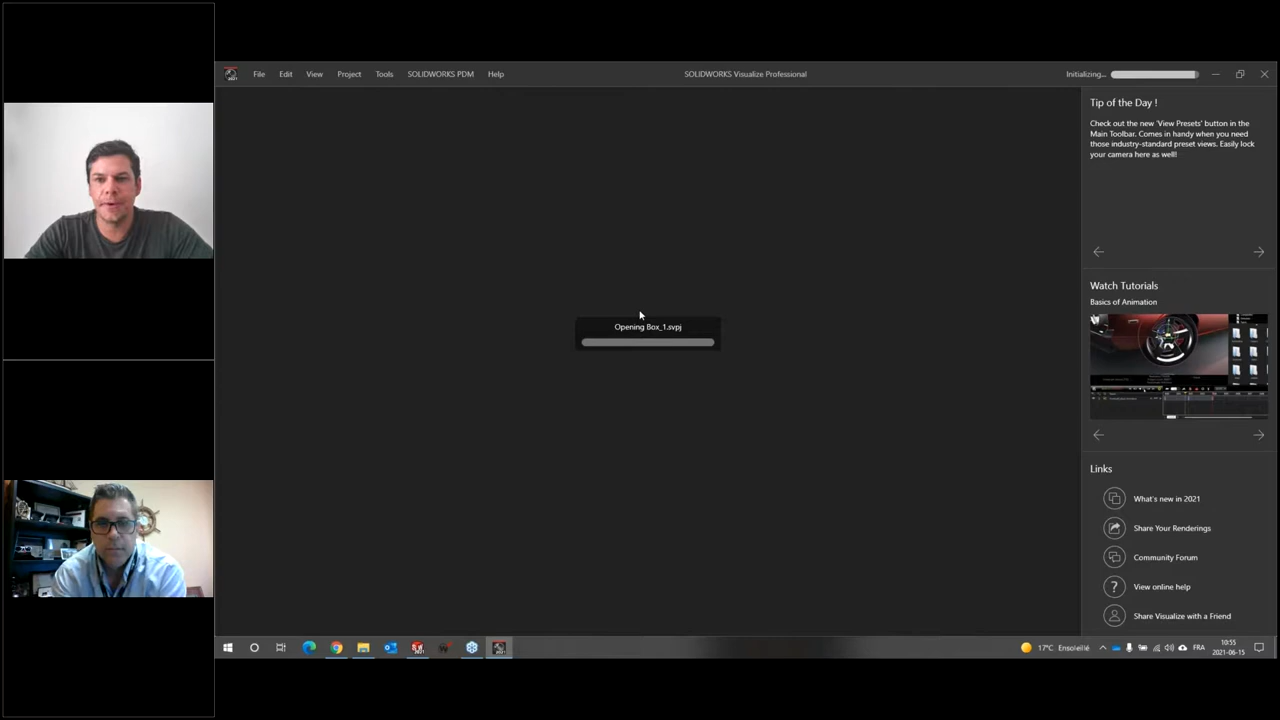 File Edit View Project Tools SOLIDWORKS PDM Help
SOLIDWORKS Visualize Professional
Initializing...
Tip of the Day !
Check out the new 'View Presets' button in the
Main Toolbar. Comes in handy when you need
those industry-standard preset views. Easily lock
your camera here as well!
Opening Box_1.svpj
Watch Tutorials
Basics of Animation
Links
What's new in 2021
Share Your Renderings
Community Forum
View online help
Share Visualize with a Friend
17°C Ensoleillé
FRA
10:55
2021-06-15